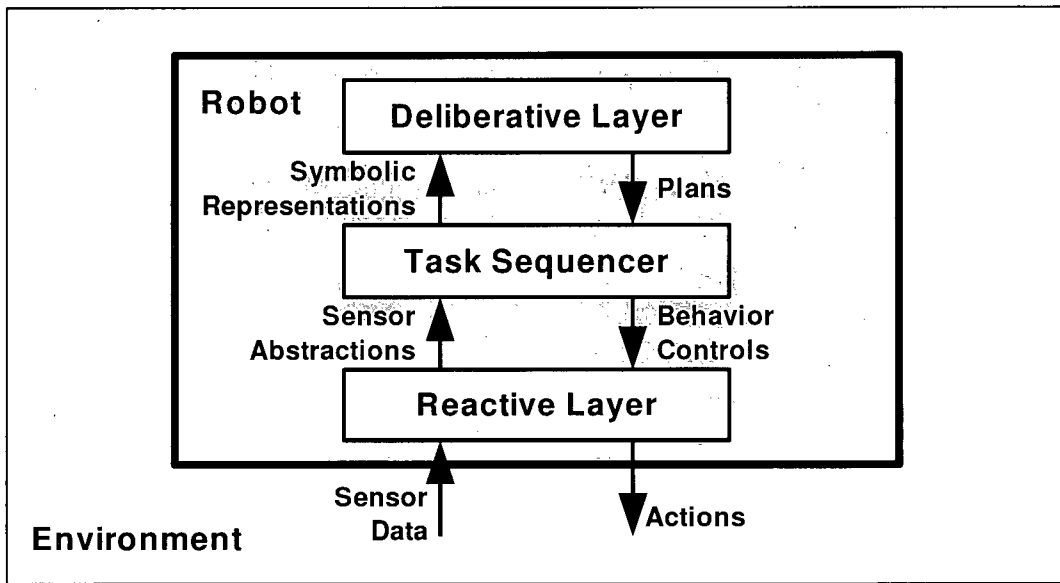 Robot
Deliberative Layer
Symbolic
Representations
Plans
Task Sequencer
Sensor
Abstractions
Behavior
Controls
Reactive Layer
Sensor
Data
Actions
Environment